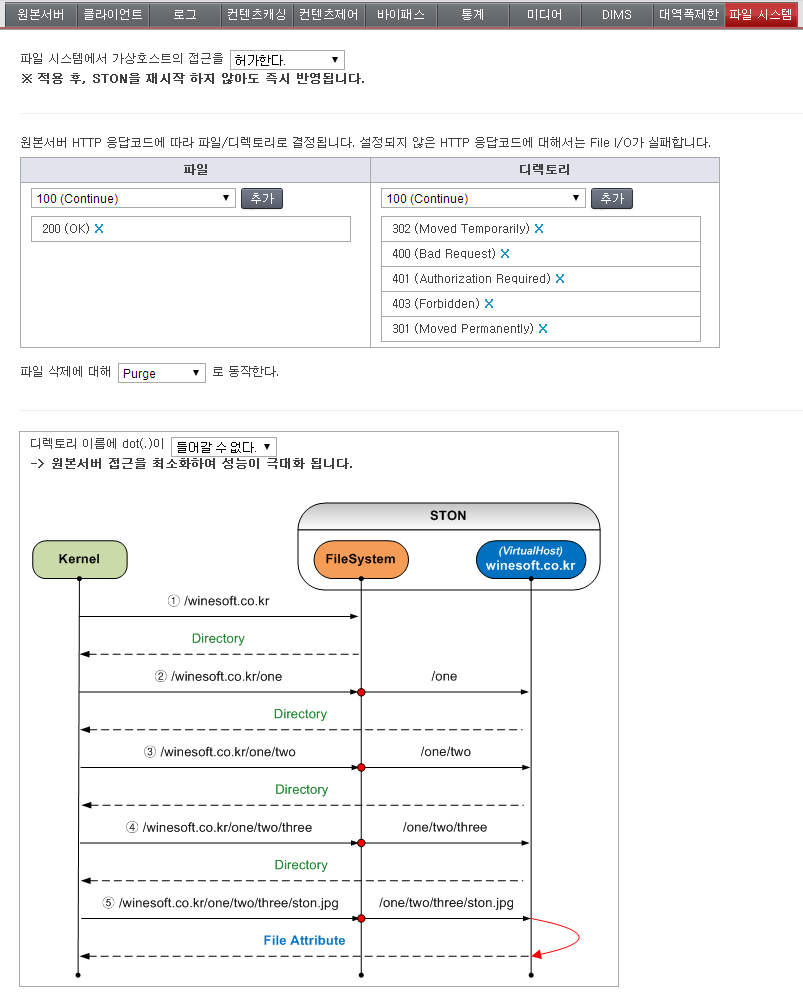 원본서버 클라이언트 로그 컨텐츠캐싱 컨텐츠제어 바이패스 통계 미디어 DIMS 대역폭제한 파일 시스템
파일 시스템에서 가상호스트의 접근을 허가한다. ▼
※ 적용 후, STON을 재시작 하지 않아도 즉시 반영됩니다.
원본서버 HTTP 응답코드에 따라 파일/디렉토리로 결정됩니다. 설정되지 않은 HTTP 응답코드에 대해서는 File I/O가 실패합니다.
파일 디렉토리
100 (Continue) ▼ 추가 100 (Continue) ▼ 추가
200 (OK) X 302 (Moved Temporarily) X
400 (Bad Request) X
401 (Authorization Required) X
403 (Forbidden) X
301 (Moved Permanently) X
파일 삭제에 대해 Purge ▼ 로 동작한다.
디렉토리 이름에 dot(.)이 들어갈 수 없다. ▼
-> 원본서버 접근을 최소화하여 성능이 극대화 됩니다.
STON
Kernel FileSystem (VirtualHost)
winesoft.co.kr
① /winesoft.co.kr
Directory
② /winesoft.co.kr/one /one
Directory
③ /winesoft.co.kr/one/two /one/two
Directory
④ /winesoft.co.kr/one/two/three /one/two/three
Directory
⑤ /winesoft.co.kr/one/two/three/ston.jpg /one/two/three/ston.jpg
File Attribute